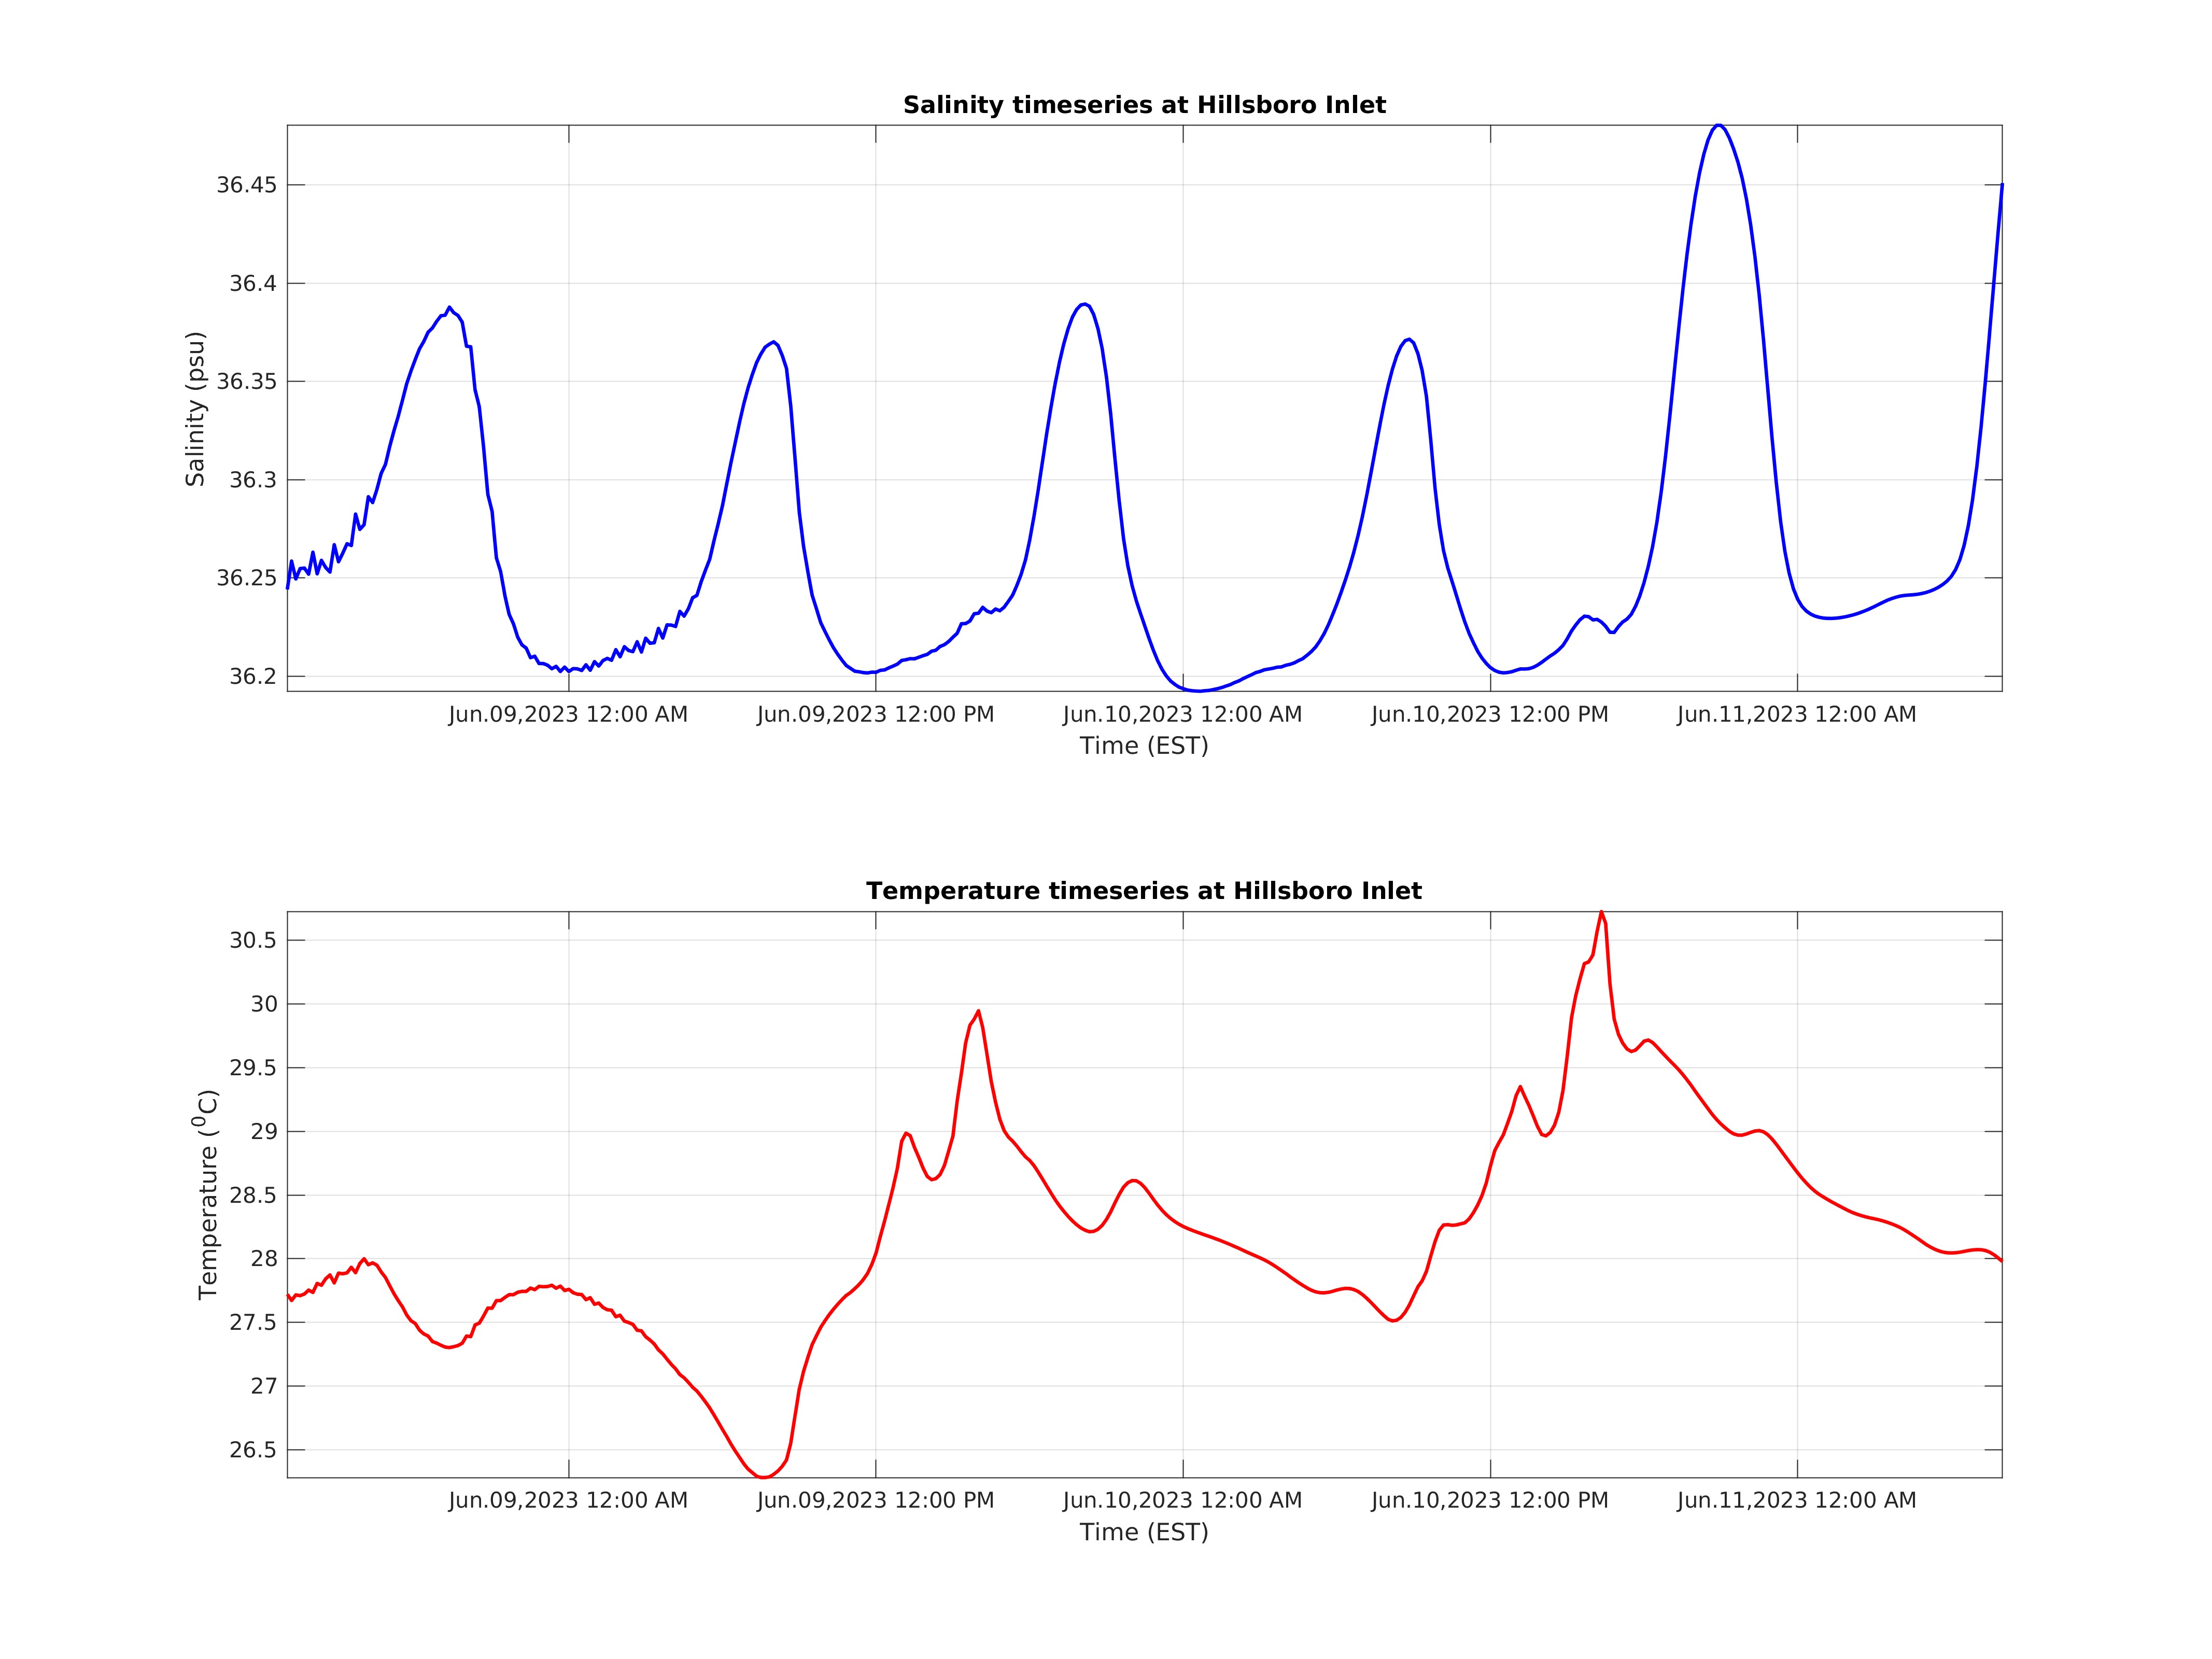 Salinity timeseries at Hillsboro Inlet
36.45
36.4
36.35
36.3
36.25
36.2
Salinity (psu)
Jun.09,2023 12:00 AM
Jun.09,2023 12:00 PM
Jun.10,2023 12:00 AM
Jun.10,2023 12:00 PM
Jun.11,2023 12:00 AM
Time (EST)
Temperature timeseries at Hillsboro Inlet
30.5
30
29.5
29
28.5
28
27.5
27
26.5
Temperature (⁰C)
Jun.09,2023 12:00 AM
Jun.09,2023 12:00 PM
Jun.10,2023 12:00 AM
Jun.10,2023 12:00 PM
Jun.11,2023 12:00 AM
Time (EST)